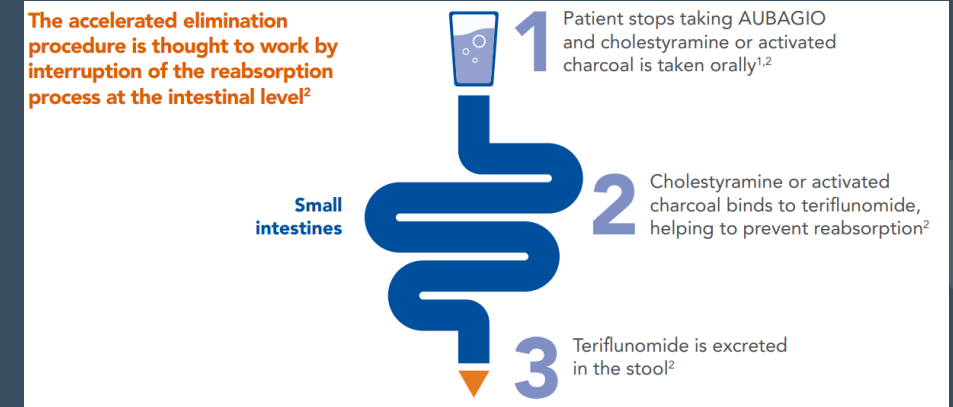 The accelerated elimination
procedure is thought to work by
interruption of the reabsorption
process at the intestinal level²
1
Patient stops taking AUBAGIO
and cholestyramine or activated
charcoal is taken orally¹,²
Small
intestines
2
Cholestyramine or activated
charcoal binds to teriflunomide,
helping to prevent reabsorption²
3
Teriflunomide is excreted
in the stool²